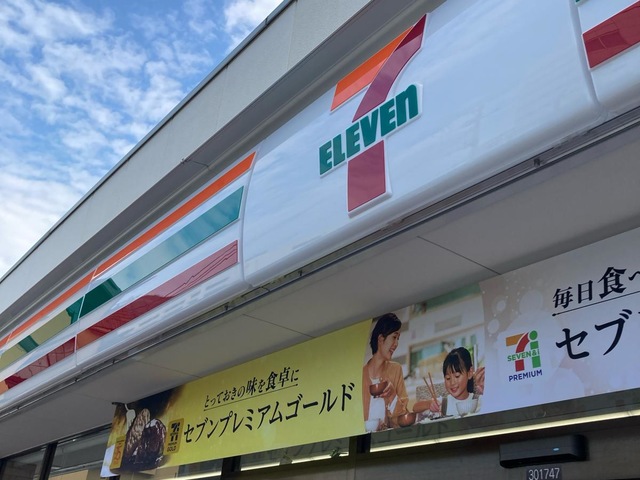 7
ELEVEN
とっておきの味を食卓に
セブンプレミアムゴールド
毎日食べ
セブ
SEVEN&i
PREMIUM
301747